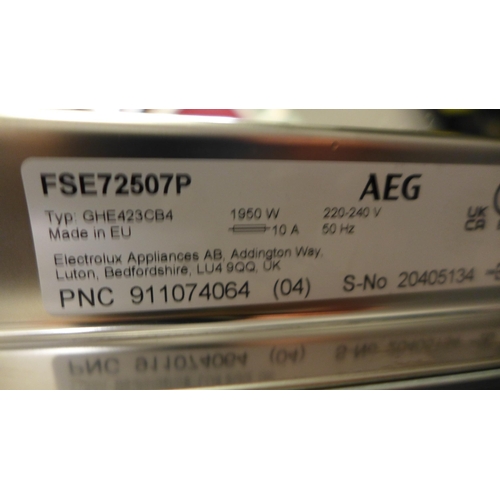 FSE72507P AEG
Typ: GHE423CB4 1950 W 220-240 V UK CA
Made in EU 10 A 50 Hz
Electrolux Appliances AB, Addington Way,
Luton, Bedfordshire, LU4 9QQ, UK
PNC 911074064 (04) S-No 20405134